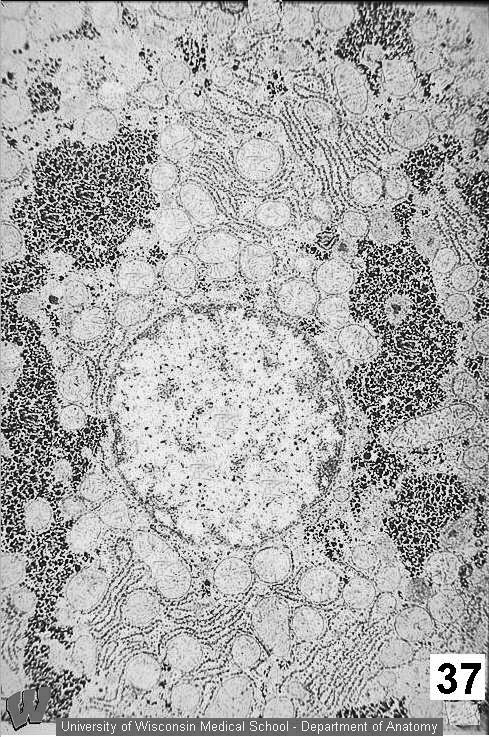 37
W
University of Wisconsin Medical School - Department of Anatomy